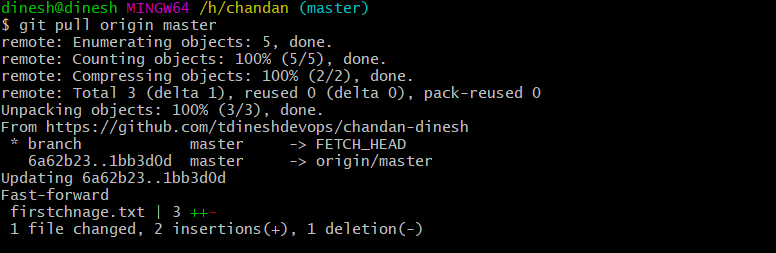 dinesh@dinesh MINGW64 /h/chandan (master)
$ git pull origin master
remote: Enumerating objects: 5, done.
remote: Counting objects: 100% (5/5), done.
remote: Compressing objects: 100% (2/2), done.
remote: Total 3 (delta 1), reused 0 (delta 0), pack-reused 0
Unpacking objects: 100% (3/3), done.
From https://github.com/tdineshdevops/chandan-dinesh
 * branch            master     -> FETCH_HEAD
   6a62b23..1bb3d0d  master     -> origin/master
Updating 6a62b23..1bb3d0d
Fast-forward
 firstchnage.txt | 3 ++-
 1 file changed, 2 insertions(+), 1 deletion(-)